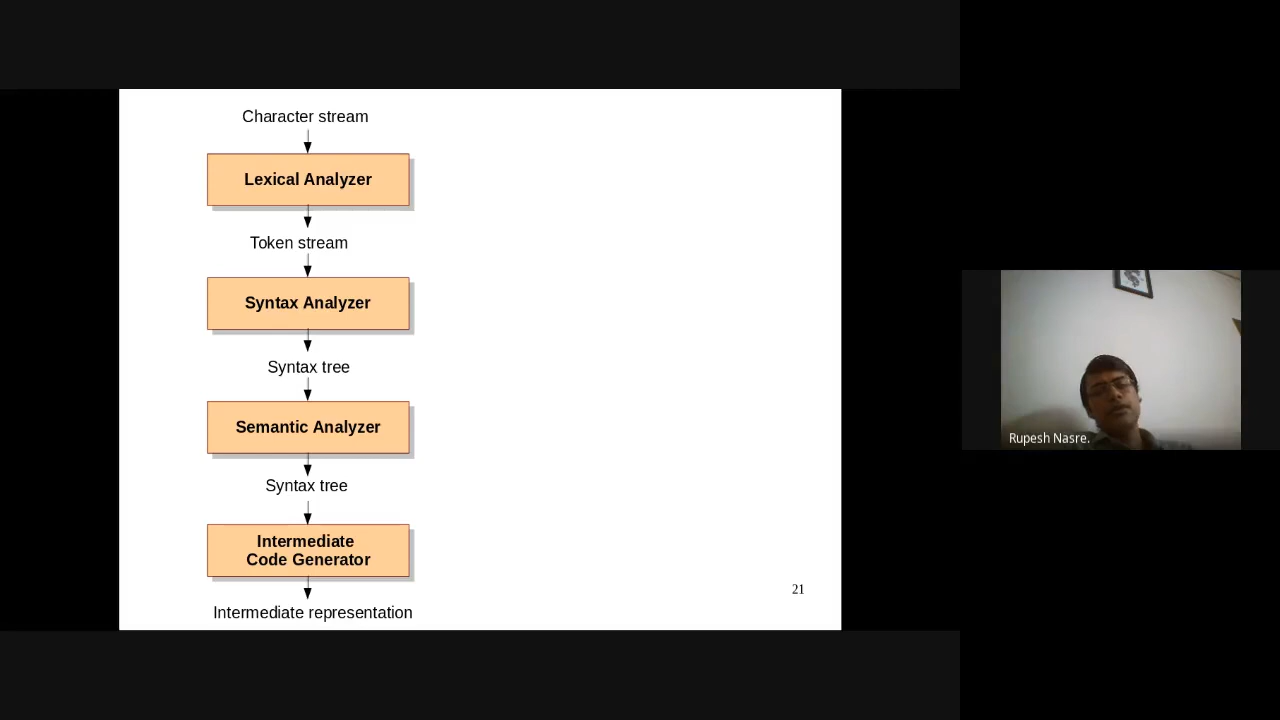 Character stream
Lexical Analyzer
Token stream
Syntax Analyzer
Syntax tree
Semantic Analyzer
Syntax tree
Intermediate
Code Generator
Intermediate representation
21
Rupesh Nasre.